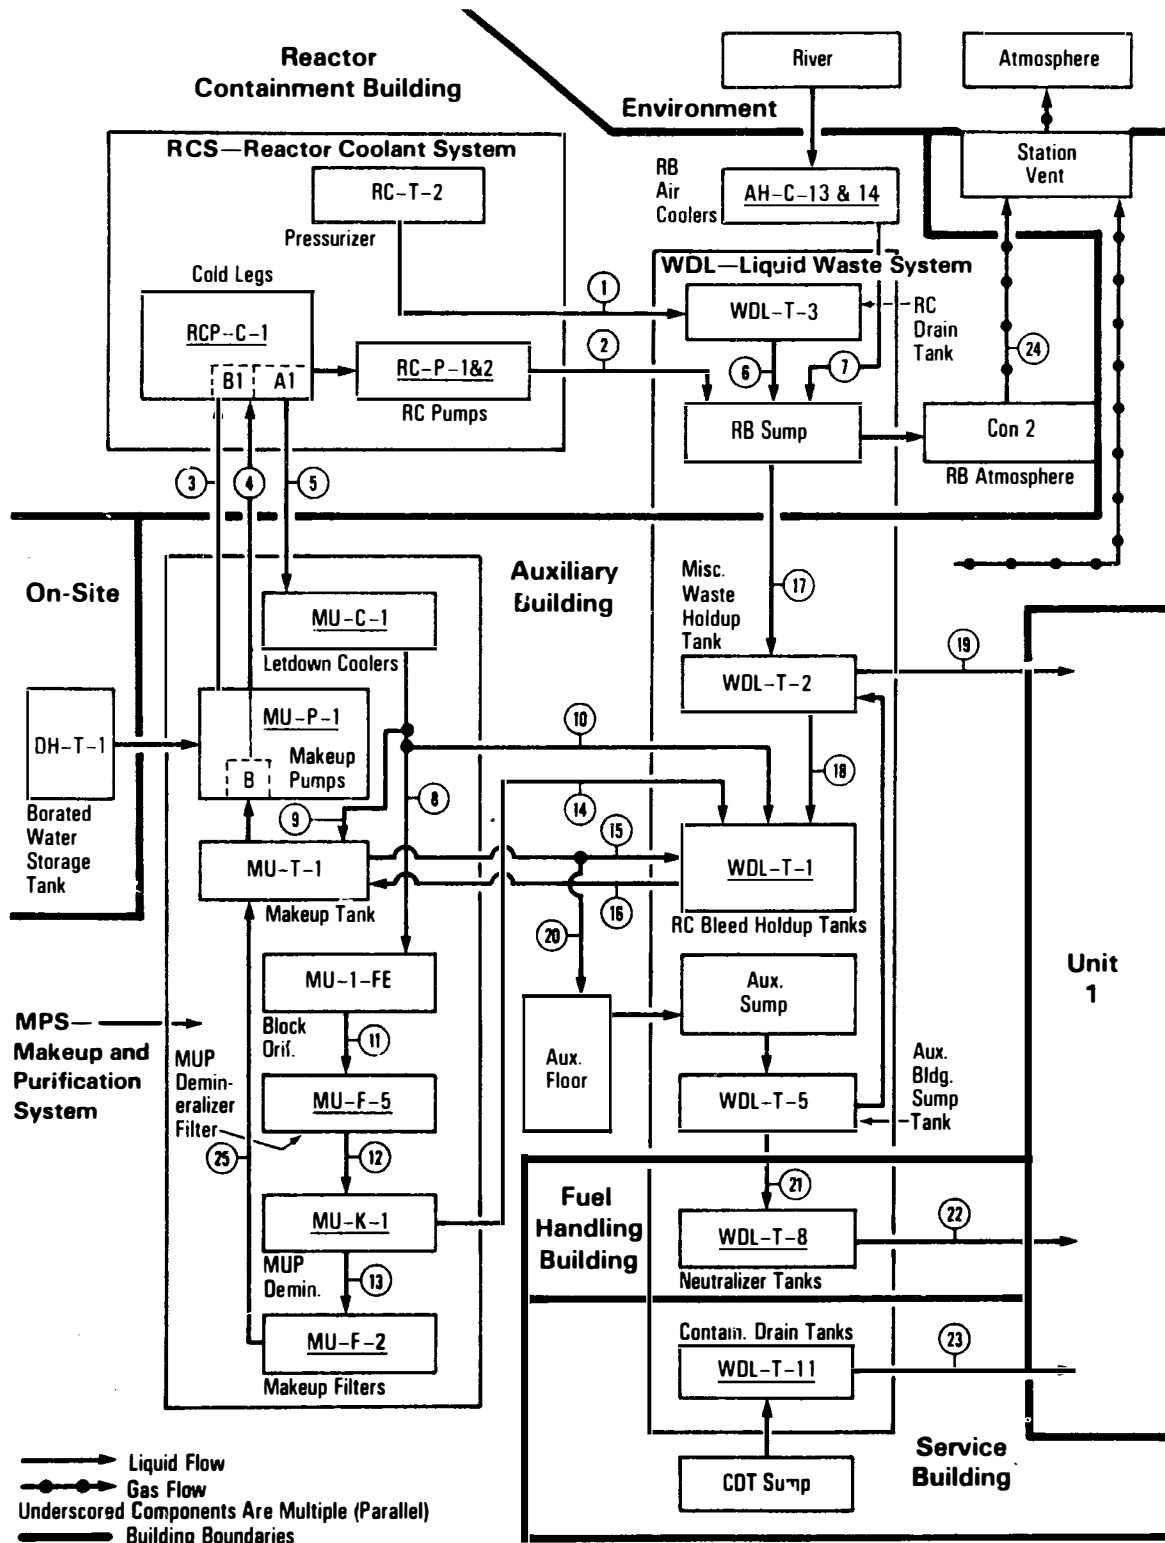 Reactor
Containment Building
Environment
River
Atmosphere
RCS—Reactor Coolant System
RC-T-2
Pressurizer
RB
Air
Coolers
AH-C-13 & 14
Station
Vent
WDL—Liquid Waste System
Cold Legs
RCP-C-1
B1
A1
1
WDL-T-3
RC
Drain
Tank
2
RC-P-1&2
RC Pumps
6
7
24
RB Sump
Con 2
RB Atmosphere
3
4
5
On-Site
Auxiliary
Building
Misc.
Waste
Holdup
Tank
17
MU-C-1
Letdown Coolers
WDL-T-2
19
DH-T-1
Borated
Water
Storage
Tank
MU-P-1
Makeup
Pumps
B
10
8
14
18
9
15
MU-T-1
Makeup Tank
WDL-T-1
16
RC Bleed Holdup Tanks
20
Unit
1
MU-1-FE
Block
Orif.
11
Aux.
Sump
Aux.
Floor
MPS—
Makeup and
Purification
System
MUP
Demin-
eralizer
Filter
MU-F-5
WDL-T-5
Aux.
Bldg.
Sump
Tank
25
12
21
Fuel
Handling
Building
MU-K-1
MUP
Demin.
13
WDL-T-8
Neutralizer Tanks
22
MU-F-2
Makeup Filters
Contam. Drain Tanks
WDL-T-11
23
Service
Building
CDT Sump
Liquid Flow
Gas Flow
Underscored Components Are Multiple (Parallel)
Building Boundaries